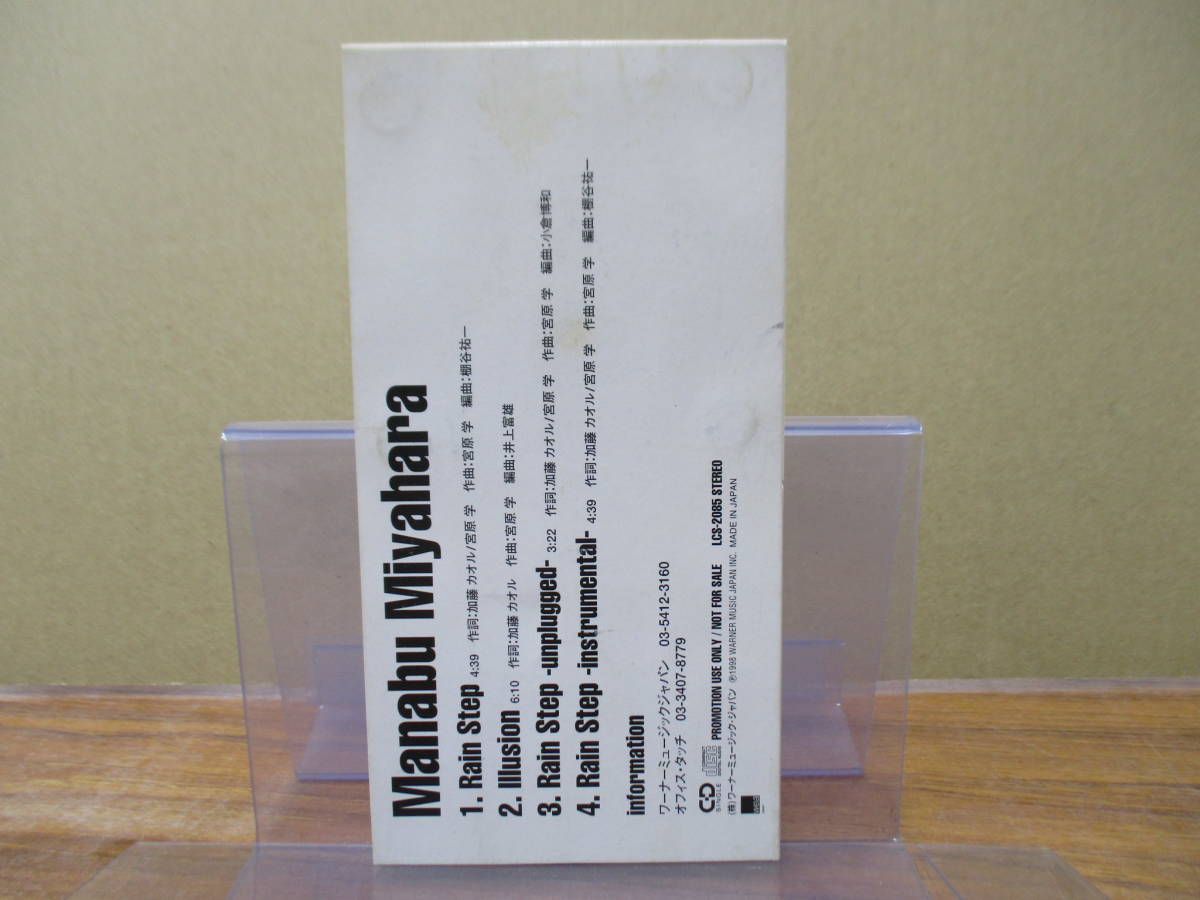 Manabu Miyahara
1. Rain Step 4:39 作詞:加藤 カオル/宮原 学 作曲:宮原 学 編曲:棚谷祐一
2. Illusion 6:10 作詞:加藤 カオル 作曲:宮原 学 編曲:井上富雄
3. Rain Step -unplugged- 3:22 作詞:加藤 カオル/宮原 学 作曲:宮原 学 編曲:小倉博和
4. Rain Step -instrumental- 4:39 作詞:加藤 カオル/宮原 学 作曲:宮原 学 編曲:棚谷祐一
information
ワーナーミュージックジャパン 03-5412-3160
オフィス・タッチ 03-3407-8779
CD SINGLE COMPACT disc DIGITAL AUDIO PROMOTION USE ONLY / NOT FOR SALE LCS-2085 STEREO
(株)ワーナーミュージック・ジャパン Ⓟ1998 WARNER MUSIC JAPAN INC. MADE IN JAPAN